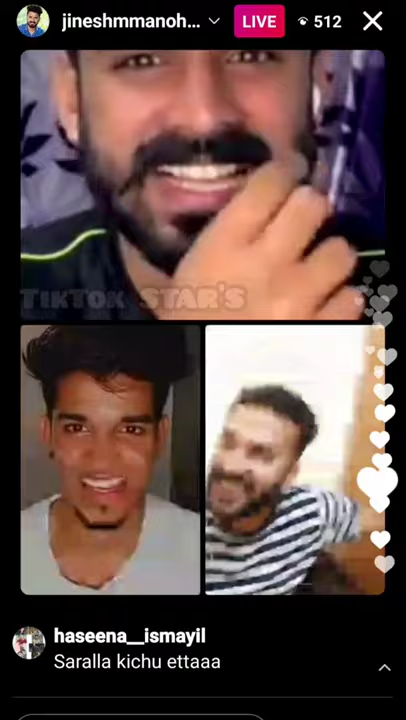 jineshmmanoh... LIVE 512
TIKTOK STAR'S
haseena__ismayil
Saralla kichu ettaaa